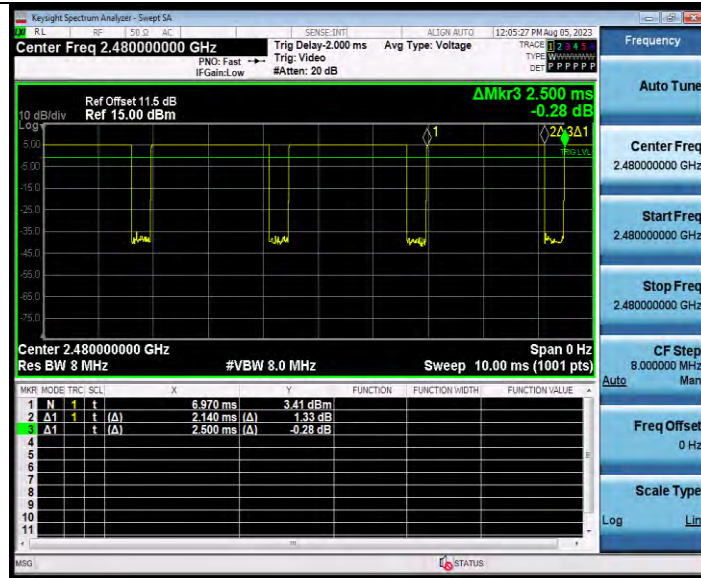 Keysight Spectrum Analyzer - Swept SA
LXI RL RF 50 Ω AC SENSE:INT ALIGN AUTO 12:05:27 PM Aug 05, 2023
Center Freq 2.480000000 GHz
PNO: Fast
IFGain:Low
Trig Delay-2.000 ms
Trig: Video
#Atten: 20 dB
Avg Type: Voltage
TRACE 1 2 3 4 5 6
TYPE WWWWWW
DET P P P P P P
ΔMkr3 2.500 ms
-0.28 dB
Ref Offset 11.5 dB
10 dB/div Ref 15.00 dBm
Log
1
2Δ3Δ1
TRIG LVL
5.00
-5.00
-15.0
-25.0
-35.0
-45.0
-55.0
-65.0
-75.0
Center 2.480000000 GHz Span 0 Hz
Res BW 8 MHz #VBW 8.0 MHz Sweep 10.00 ms (1001 pts)
MKR MODE TRC SCL X Y FUNCTION FUNCTION WIDTH FUNCTION VALUE
1 N 1 t 6.970 ms 3.41 dBm
2 Δ1 1 t (Δ) 2.140 ms (Δ) 1.33 dB
3 Δ1 t (Δ) 2.500 ms (Δ) -0.28 dB
4
5
6
7
8
9
10
11
MSG STATUS
Frequency
Auto Tune
Center Freq
2.480000000 GHz
Start Freq
2.480000000 GHz
Stop Freq
2.480000000 GHz
CF Step
8.000000 MHz
Auto Man
Freq Offset
0 Hz
Scale Type
Log Lin